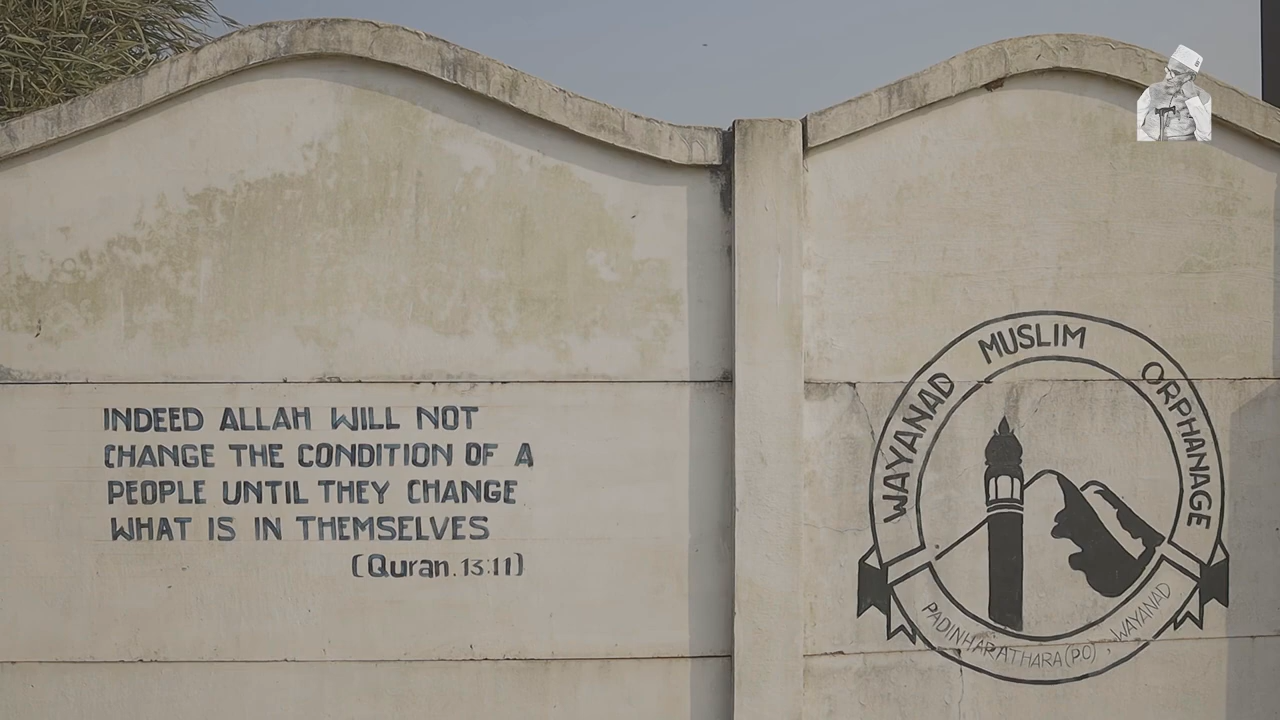 INDEED ALLAH WILL NOT
CHANGE THE CONDITION OF A
PEOPLE UNTIL THEY CHANGE
WHAT IS IN THEMSELVES
(Quran.13:11)
WAYANAD MUSLIM ORPHANAGE
PADINHARATHARA(P.O), WAYANAD